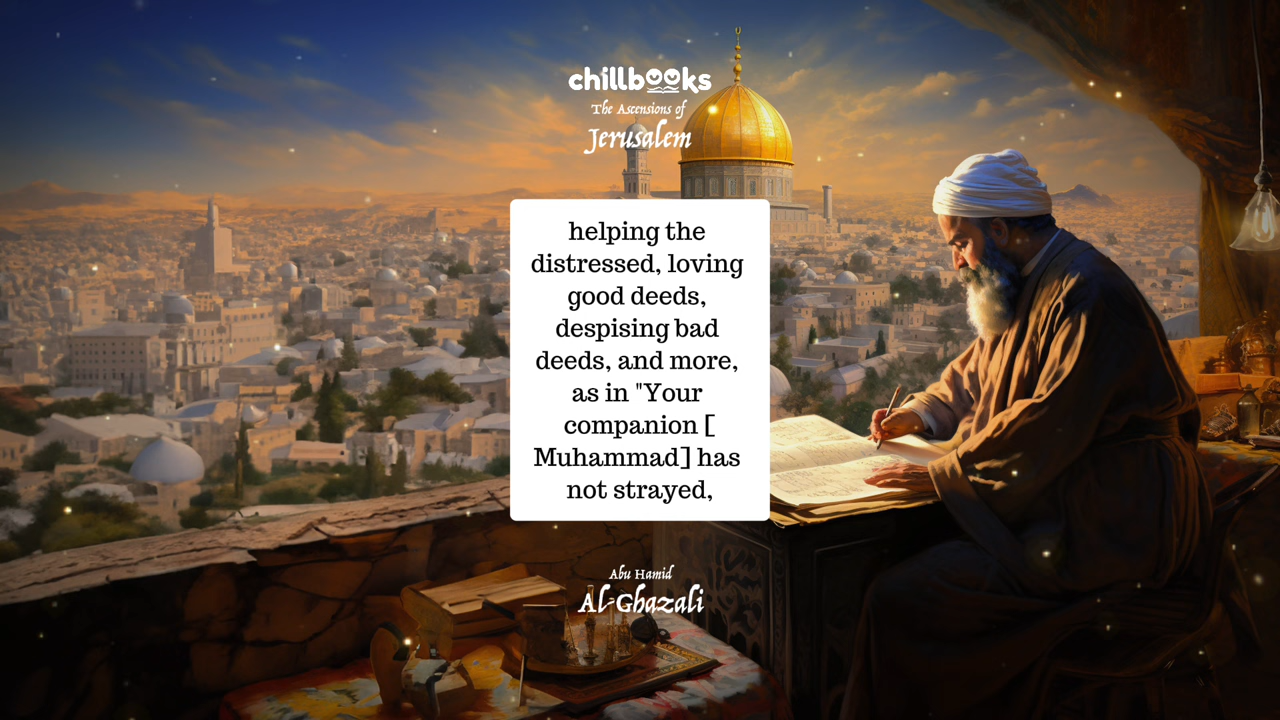 chillbooks
The Ascensions of
Jerusalem
helping the
distressed, loving
good deeds,
despising bad
deeds, and more,
as in "Your
companion [
Muhammad] has
not strayed,
Abu Hamid
Al-Ghazali